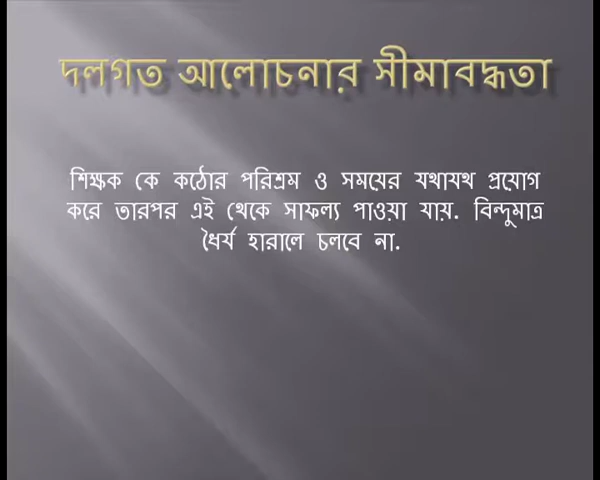 দলগত আলোচনার সীমাবদ্ধতা
শিক্ষক কে কঠোর পরিশ্রম ও সময়ের যথাযথ প্রযোগ
করে তারপর এই থেকে সাফল্য পাওয়া যায়. বিন্দুমাত্র
ধৈর্য হারালে চলবে না.